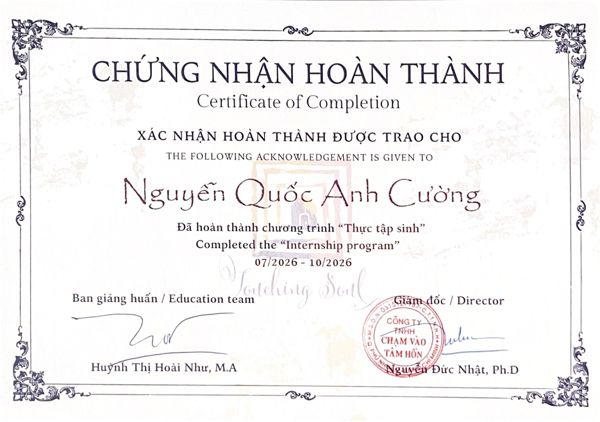 CHỨNG NHẬN HOÀN THÀNH
Certificate of Completion
XÁC NHẬN HOÀN THÀNH ĐƯỢC TRAO CHO
THE FOLLOWING ACKNOWLEDGEMENT IS GIVEN TO
Nguyễn Quốc Anh Cường
Đã hoàn thành chương trình “Thực tập sinh”
Completed the “Internship program”
07/2026 - 10/2026
Touching Soul
Ban giảng huấn / Education team
Giám đốc / Director
CÔNG TY
TNHH
CHẠM VÀO
TÂM HỒN
Huỳnh Thị Hoài Như, M.A
Nguyễn Đức Nhật, Ph.D